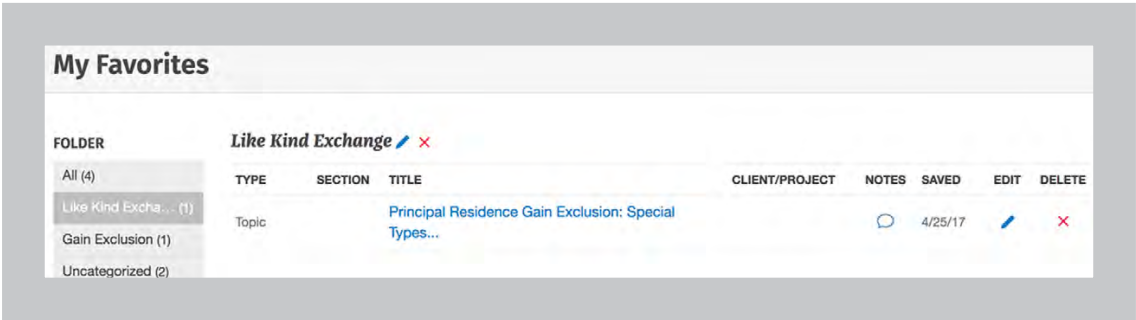 My Favorites
FOLDER
All (4)
Like Kind Excha... (1)
Gain Exclusion (1)
Uncategorized (2)
Like Kind Exchange
TYPE SECTION TITLE CLIENT/PROJECT NOTES SAVED EDIT DELETE
Topic Principal Residence Gain Exclusion: Special 4/25/17
Types...